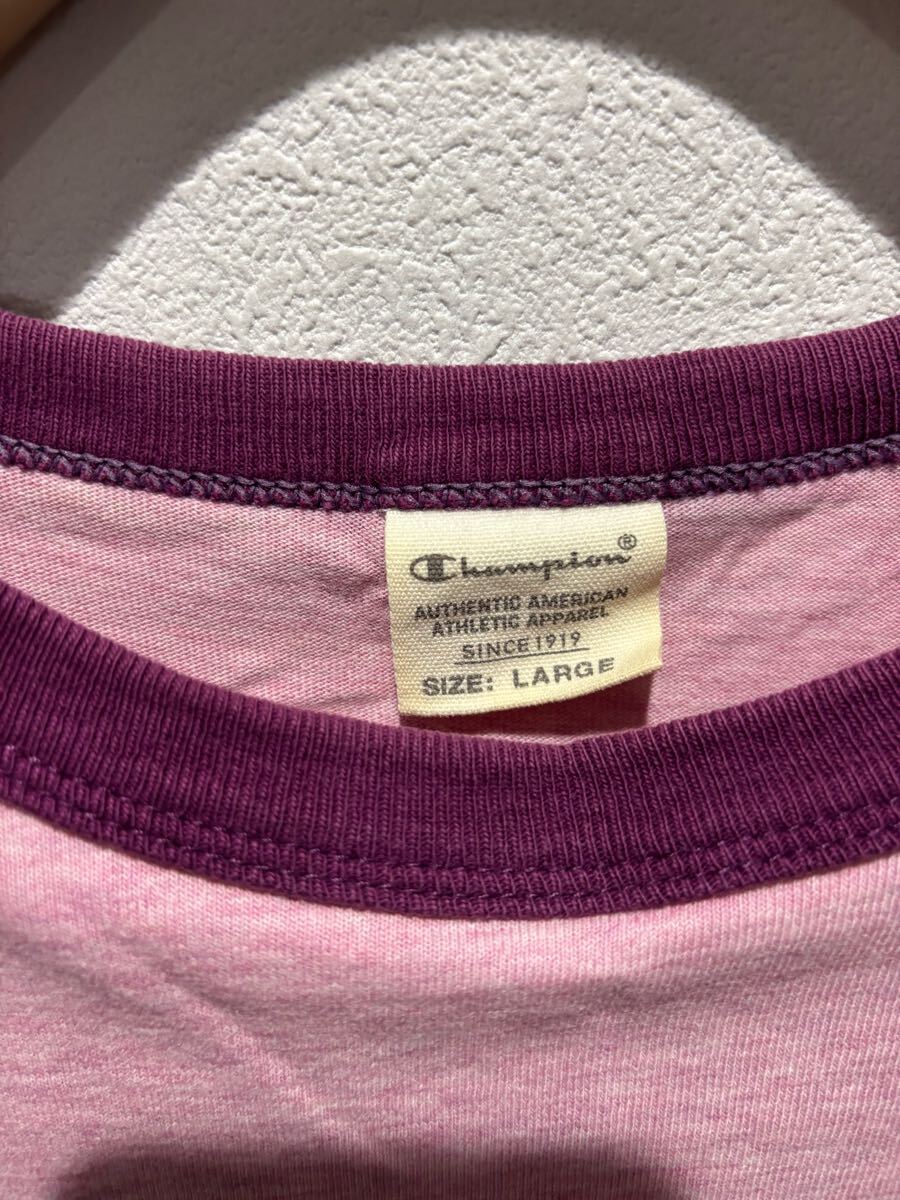 Champion®
AUTHENTIC AMERICAN
ATHLETIC APPAREL
SINCE 1919
SIZE: LARGE